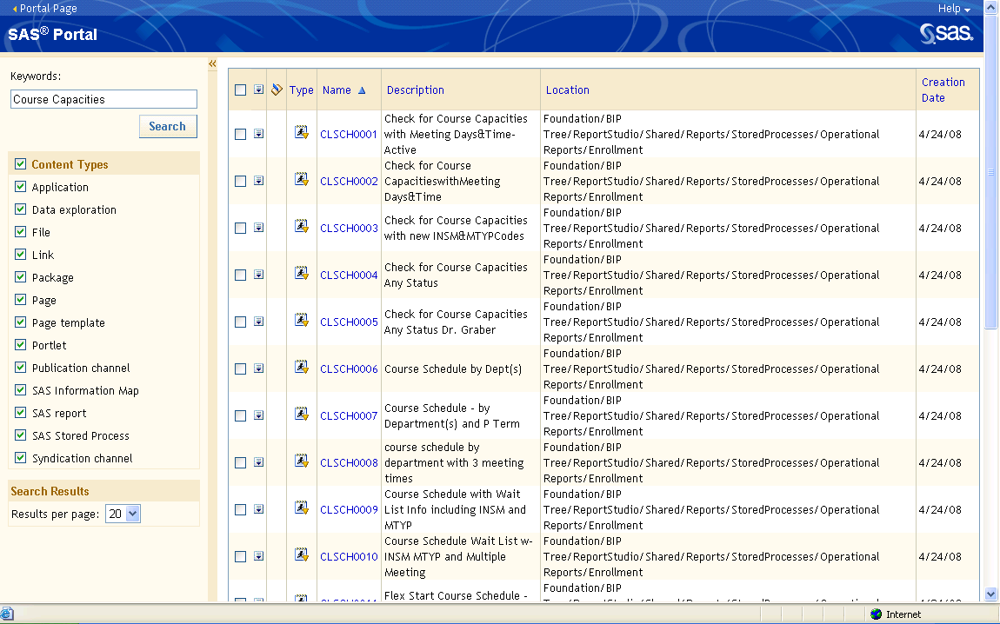 Portal Page
Help
SAS® Portal
sas.
Keywords:
Course Capacities
Search
Content Types
Application
Data exploration
File
Link
Package
Page
Page template
Portlet
Publication channel
SAS Information Map
SAS report
SAS Stored Process
Syndication channel
Search Results
Results per page: 20
Type Name Description Location Creation
Date
CLSCH0001
Check for Course Capacities
with Meeting Days&Time-
Active
Foundation/BIP
Tree/ReportStudio/Shared/Reports/StoredProcesses/Operational
Reports/Enrollment
4/24/08
CLSCH0002
Check for Course
CapacitieswithMeeting
Days&Time
Foundation/BIP
Tree/ReportStudio/Shared/Reports/StoredProcesses/Operational
Reports/Enrollment
4/24/08
CLSCH0003
Check for Course Capacities
with new INSM&MTYPCodes
Foundation/BIP
Tree/ReportStudio/Shared/Reports/StoredProcesses/Operational
Reports/Enrollment
4/24/08
CLSCH0004
Check for Course Capacities
Any Status
Foundation/BIP
Tree/ReportStudio/Shared/Reports/StoredProcesses/Operational
Reports/Enrollment
4/24/08
CLSCH0005
Check for Course Capacities
Any Status Dr. Graber
Foundation/BIP
Tree/ReportStudio/Shared/Reports/StoredProcesses/Operational
Reports/Enrollment
4/24/08
CLSCH0006
Course Schedule by Dept(s)
Foundation/BIP
Tree/ReportStudio/Shared/Reports/StoredProcesses/Operational
Reports/Enrollment
4/24/08
CLSCH0007
Course Schedule - by
Department(s) and P Term
Foundation/BIP
Tree/ReportStudio/Shared/Reports/StoredProcesses/Operational
Reports/Enrollment
4/24/08
CLSCH0008
course schedule by
department with 3 meeting
times
Foundation/BIP
Tree/ReportStudio/Shared/Reports/StoredProcesses/Operational
Reports/Enrollment
4/24/08
CLSCH0009
Course Schedule with Wait
List Info including INSM and
MTYP
Foundation/BIP
Tree/ReportStudio/Shared/Reports/StoredProcesses/Operational
Reports/Enrollment
4/24/08
CLSCH0010
Course Schedule Wait List w-
INSM MTYP and Multiple
Meeting
Foundation/BIP
Tree/ReportStudio/Shared/Reports/StoredProcesses/Operational
Reports/Enrollment
4/24/08
Flex Start Course Schedule -
Foundation/BIP
Internet